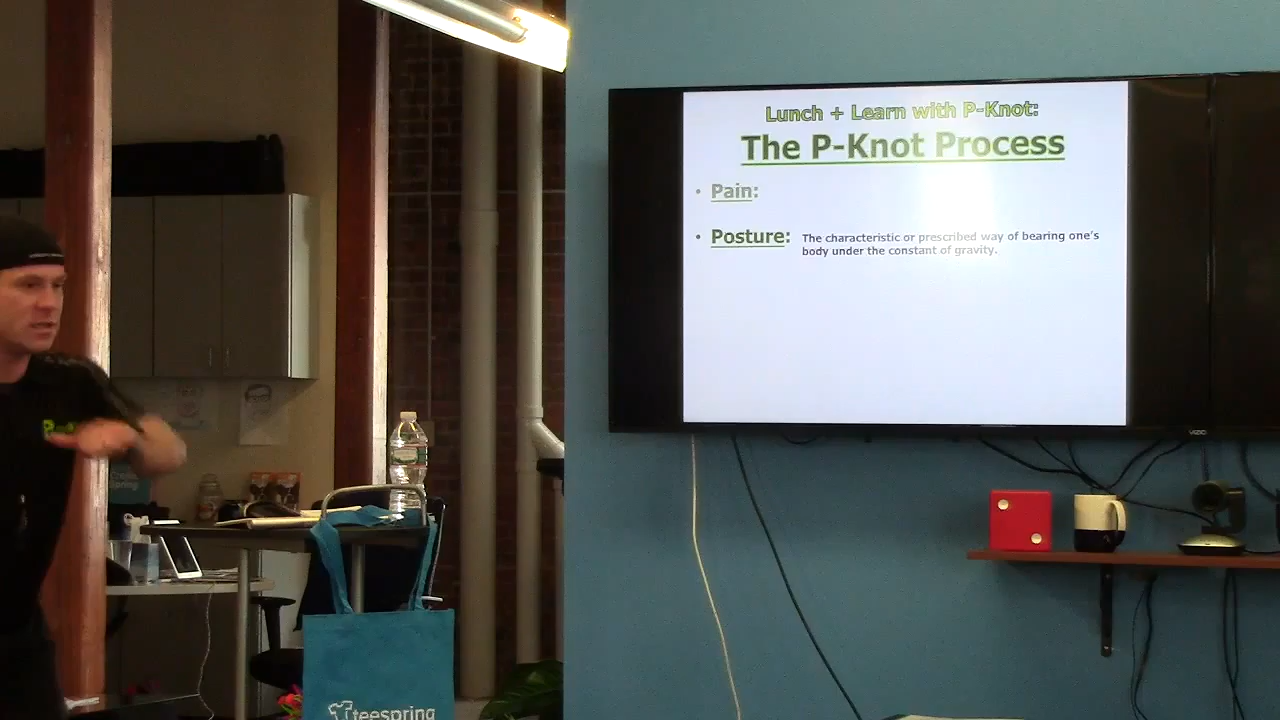 Lunch + Learn with P-Knot:
The P-Knot Process
• Pain:
• Posture: The characteristic or prescribed way of bearing one's
body under the constant of gravity.
VIZIO
teespring